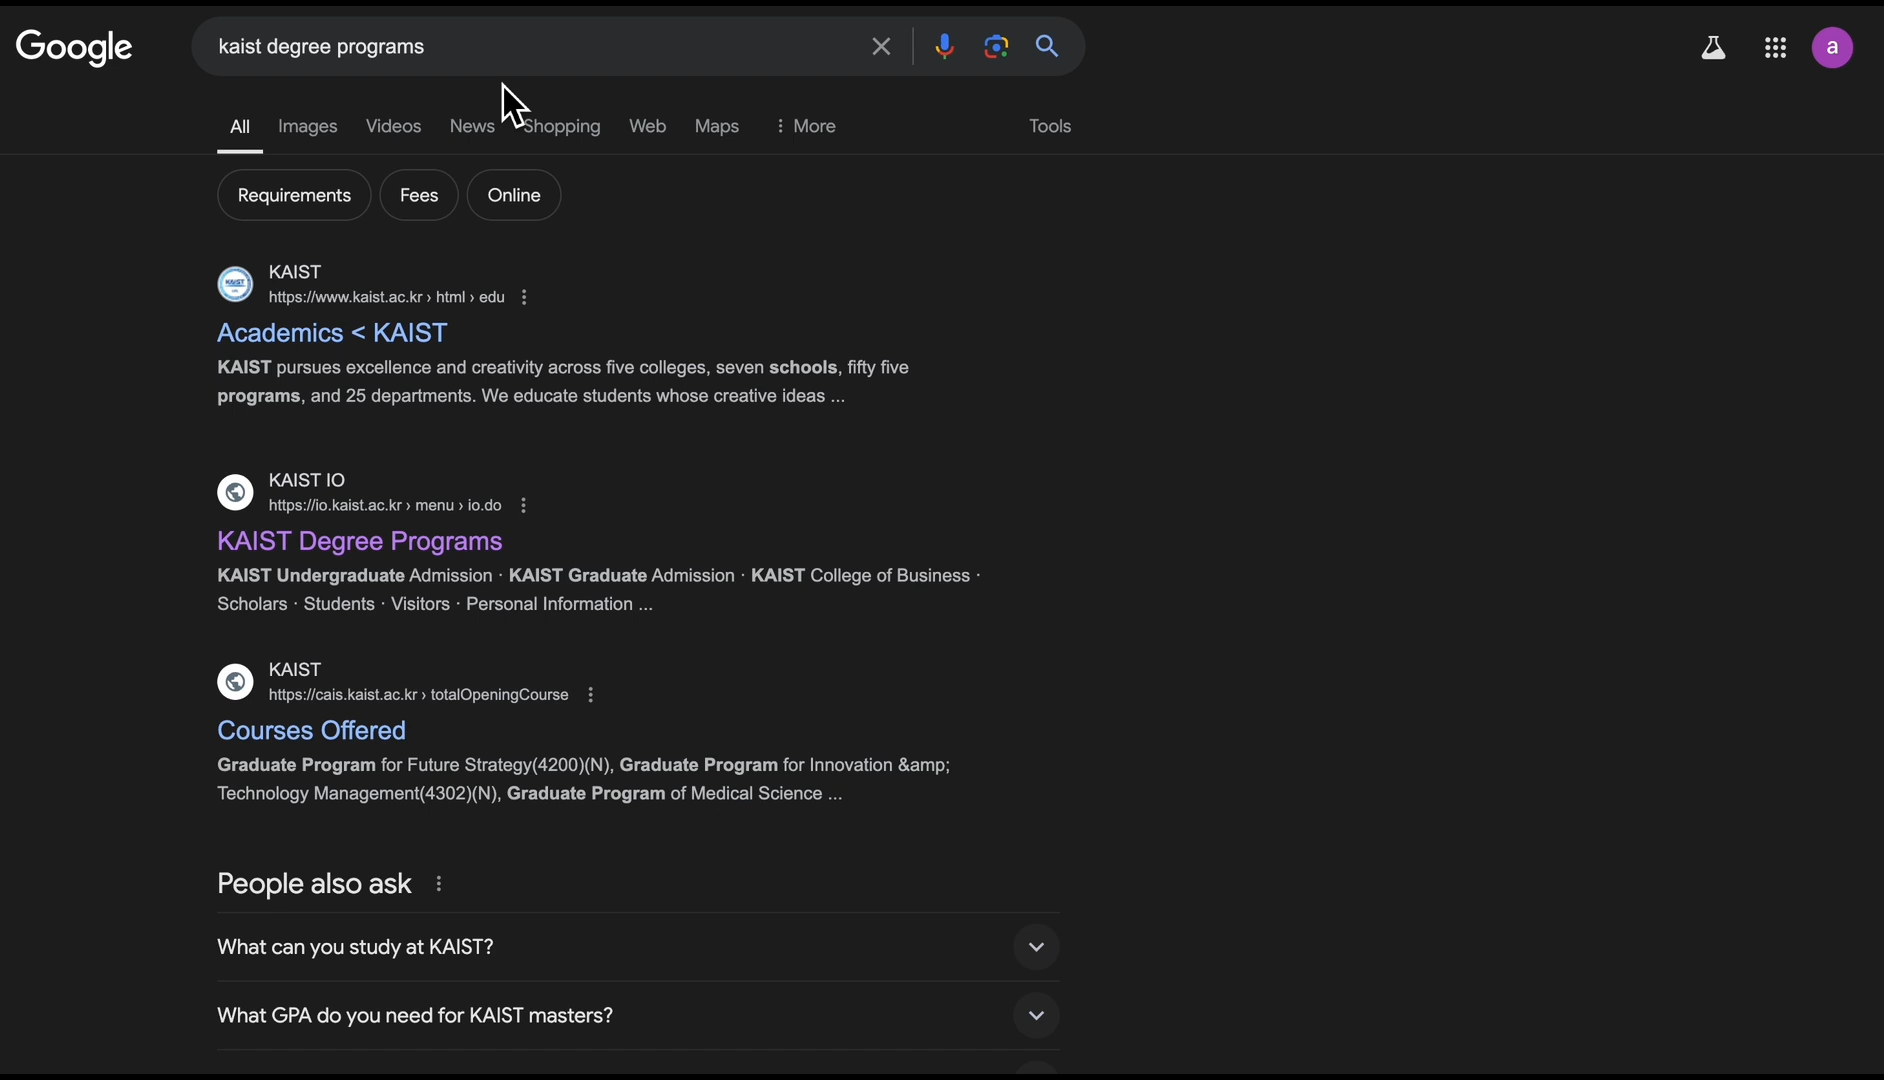 Google
kaist degree programs
a
All Images Videos News Shopping Web Maps More Tools
Requirements Fees Online
KAIST
https://www.kaist.ac.kr › html › edu
Academics < KAIST
KAIST pursues excellence and creativity across five colleges, seven schools, fifty five
programs, and 25 departments. We educate students whose creative ideas ...
KAIST IO
https://io.kaist.ac.kr › menu › io.do
KAIST Degree Programs
KAIST Undergraduate Admission · KAIST Graduate Admission · KAIST College of Business ·
Scholars · Students · Visitors · Personal Information ...
KAIST
https://cais.kaist.ac.kr › totalOpeningCourse
Courses Offered
Graduate Program for Future Strategy(4200)(N), Graduate Program for Innovation &amp;
Technology Management(4302)(N), Graduate Program of Medical Science ...
People also ask
What can you study at KAIST?
What GPA do you need for KAIST masters?